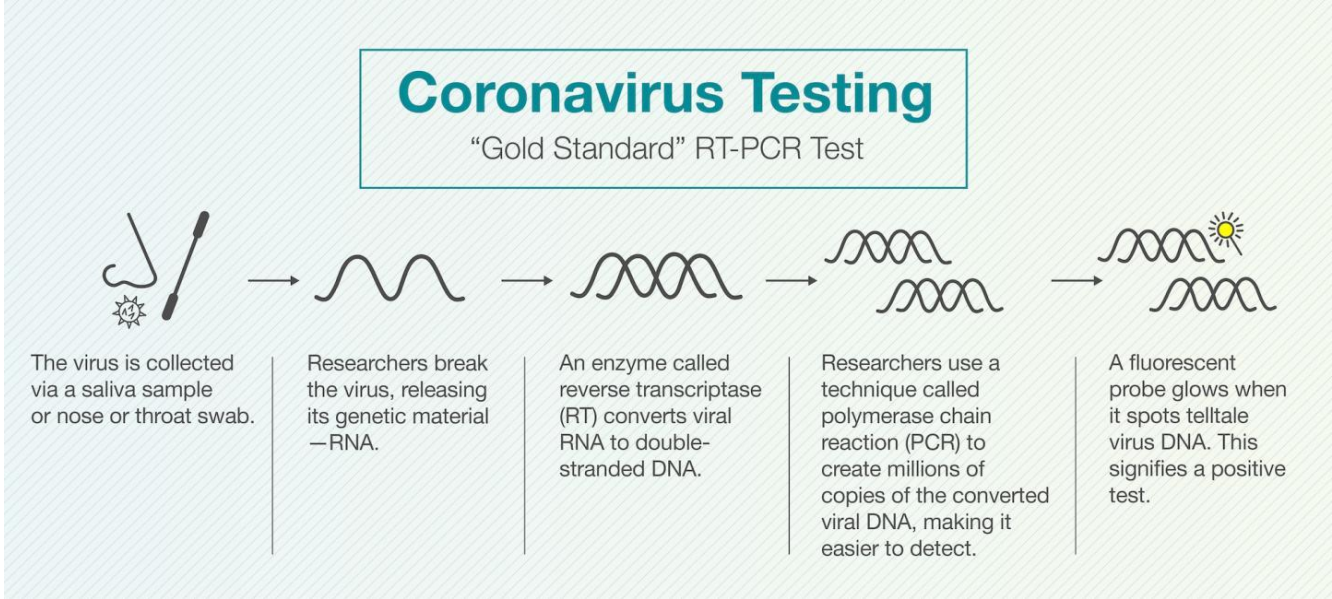 Coronavirus Testing
“Gold Standard” RT-PCR Test
The virus is collected
via a saliva sample
or nose or throat swab.
Researchers break
the virus, releasing
its genetic material
—RNA.
An enzyme called
reverse transcriptase
(RT) converts viral
RNA to double-
stranded DNA.
Researchers use a
technique called
polymerase chain
reaction (PCR) to
create millions of
copies of the converted
viral DNA, making it
easier to detect.
A fluorescent
probe glows when
it spots telltale
virus DNA. This
signifies a positive
test.